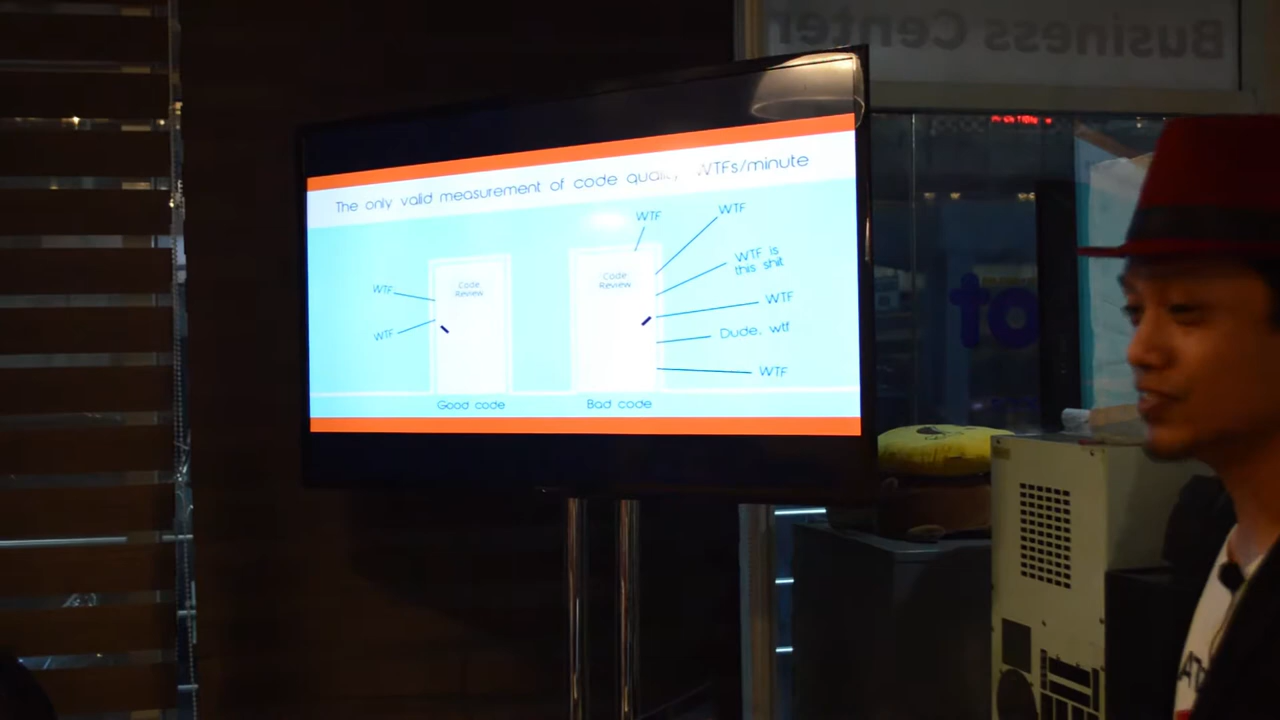 Business Center
The only valid measurement of code quality WTFs/minute
WTF
WTF
Code
Review
WTF
WTF
Code
Review
WTF is
this shit
WTF
Dude, wtf
WTF
Good code
Bad code